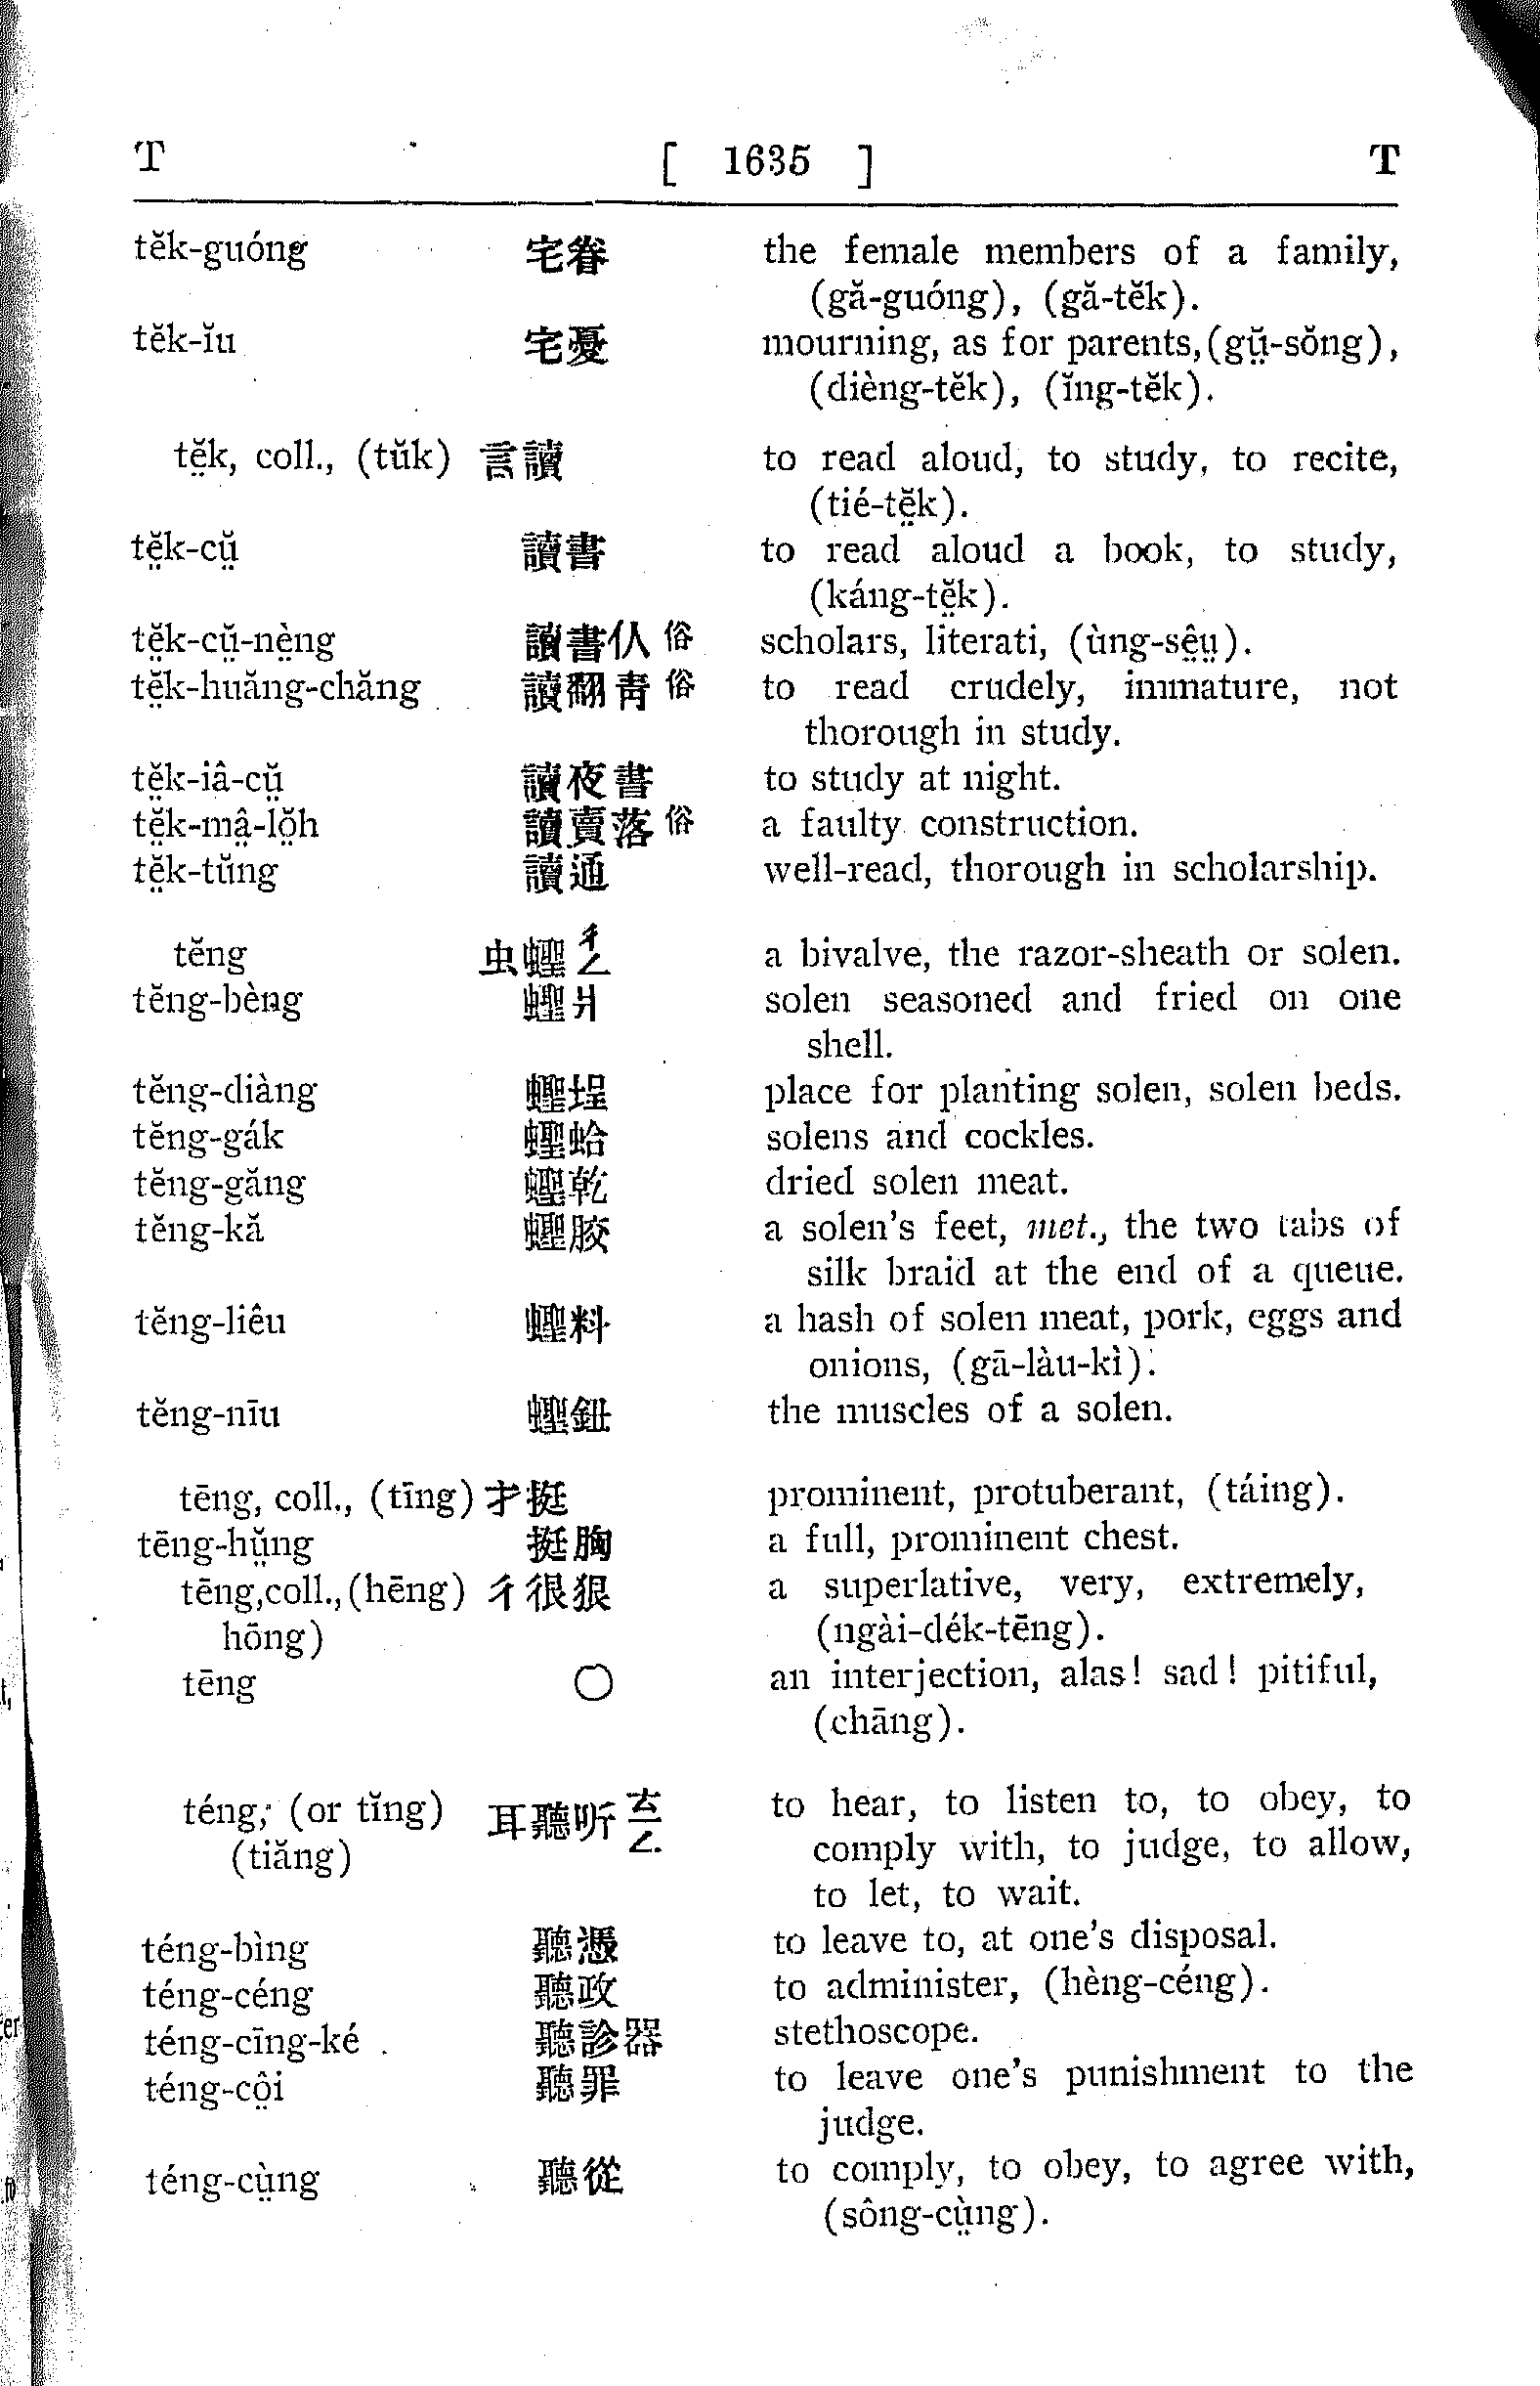 T [ 1635 ] T
tĕk-guóng 宅眷 the female members of a family,
(gă-guóng), (gă-tĕk).
tĕk-ĭu 宅憂 mourning, as for parents,(gṳ̆-sŏng),
(dièng-tĕk), (ĭng-tĕk).
tĕ̤k, coll., (tŭk) 言讀 to read aloud, to study, to recite,
(tié-tĕ̤k).
tĕ̤k-cṳ̆ 讀書 to read aloud a book, to study,
(káng-tĕ̤k).
tĕ̤k-cṳ̆-nè̤ng 讀書仈俗 scholars, literati, (ùng-sê̤ṳ).
tĕ̤k-huăng-chăng 讀翻青俗 to read crudely, immature, not
thorough in study.
tĕ̤k-iâ-cṳ̆ 讀夜書 to study at night.
tĕ̤k-mâ̤-lŏ̤h 讀賣落俗 a faulty construction.
tĕ̤k-tŭng 讀通 well-read, thorough in scholarship.
tĕng 虫蟶ㄔㄥ a bivalve, the razor-sheath or solen.
tĕng-bèng 蟶爿 solen seasoned and fried on one
shell.
tĕng-diàng 蟶埕 place for planting solen, solen beds.
tĕng-gák 蟶蛤 solens and cockles.
tĕng-găng 蟶乾 dried solen meat.
tĕng-kă 蟶胶 a solen's feet, met., the two tabs of
silk braid at the end of a queue.
tĕng-liêu 蟶料 a hash of solen meat, pork, eggs and
onions, (gā-làu-kì).
tĕng-nīu 蟶鈕 the muscles of a solen.
tēng, coll., (tīng) 才挺 prominent, protuberant, (táing).
tēng-hṳ̆ng 挺胸 a full, prominent chest.
tēng,coll.,(hēng) 彳很狠 a superlative, very, extremely,
hōng) (ngài-dék-tēng).
tēng ○ an interjection, alas! sad! pitiful,
(chāng).
téng, (or tĭng) 耳聽听ㄊㄧㄥ to hear, to listen to, to obey, to
(tiăng) comply with, to judge, to allow,
to let, to wait.
téng-bìng 聽憑 to leave to, at one's disposal.
téng-céng 聽政 to administer, (hèng-céng).
téng-cīng-ké 聽診器 stethoscope.
téng-cô̤i 聽罪 to leave one's punishment to the
judge.
téng-cṳ̀ng 聽從 to comply, to obey, to agree with,
(sông-cṳ̀ng).